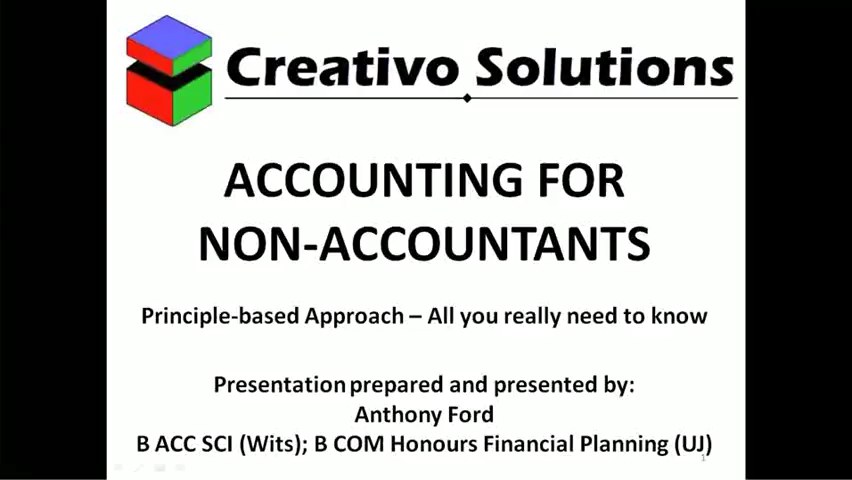 Creativo Solutions
ACCOUNTING FOR
NON-ACCOUNTANTS
Principle-based Approach – All you really need to know
Presentation prepared and presented by:
Anthony Ford
B ACC SCI (Wits); B COM Honours Financial Planning (UJ)
1